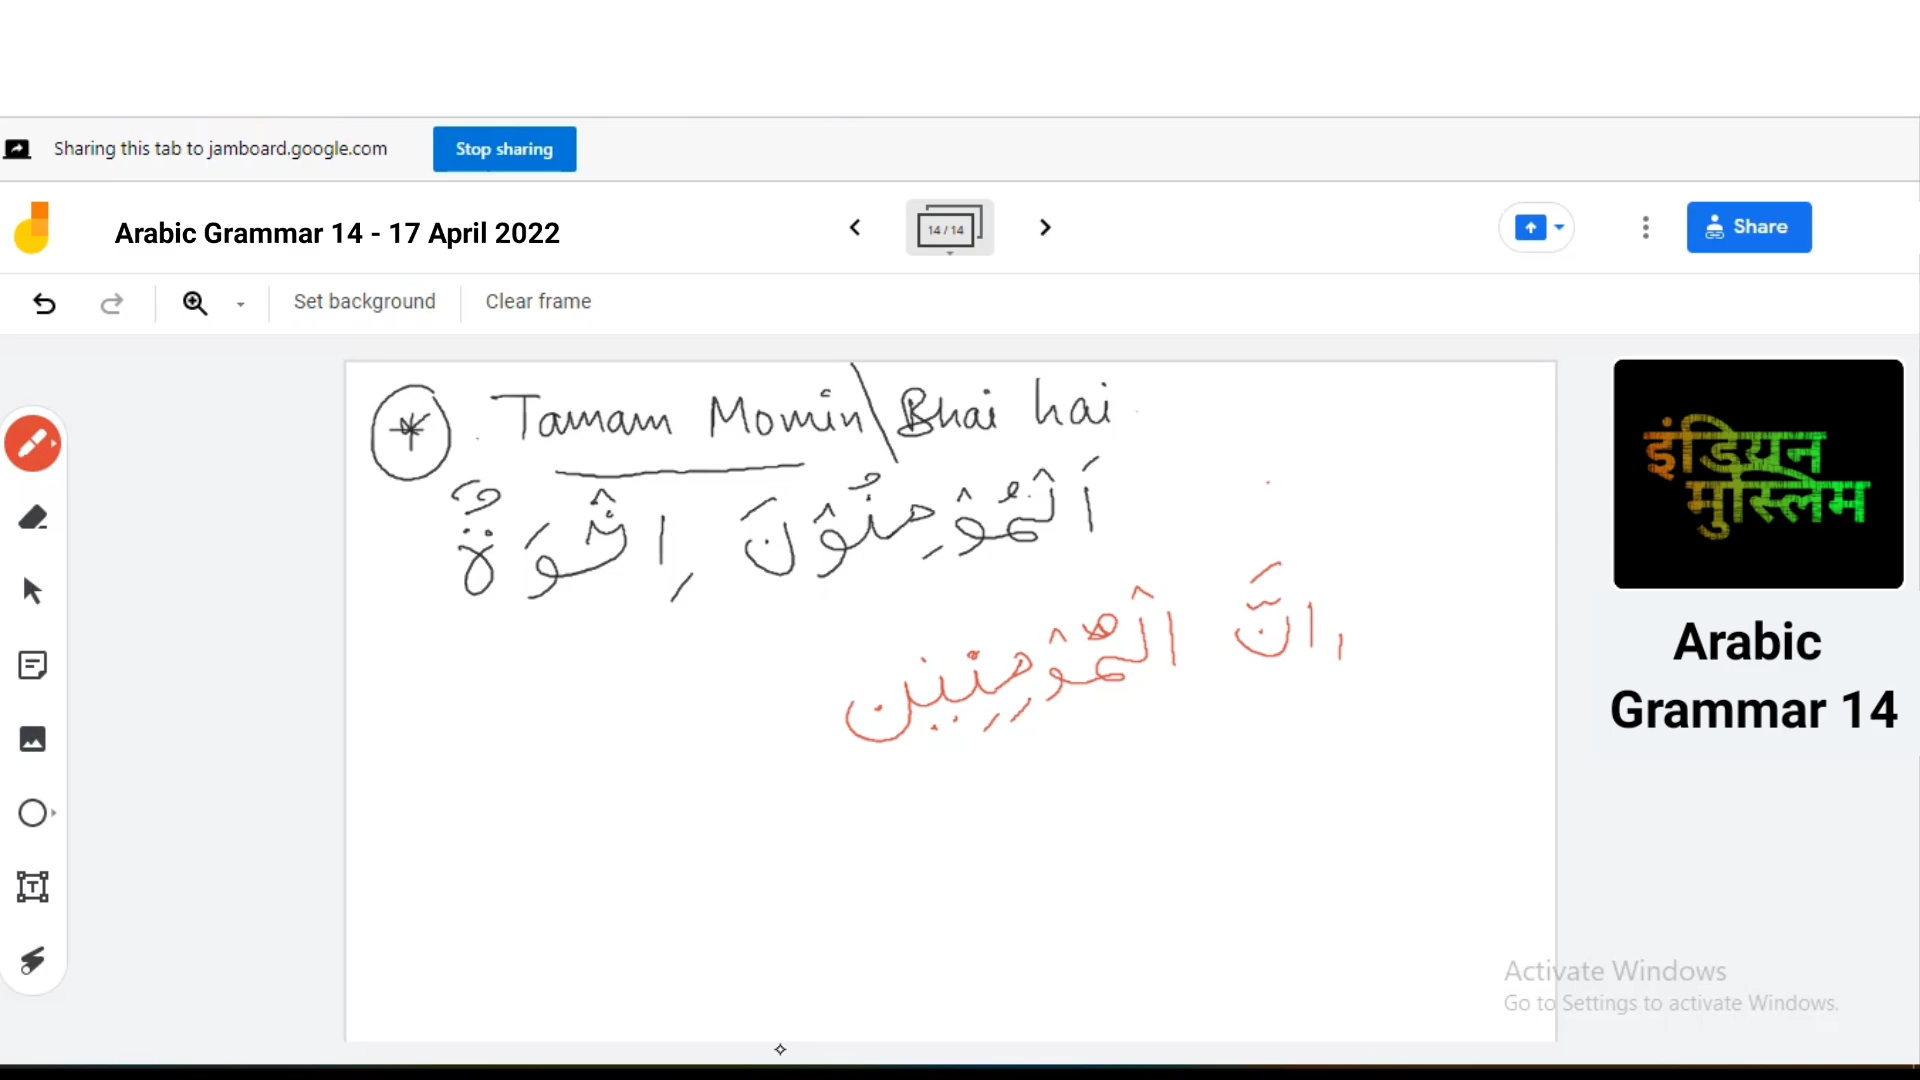 Sharing this tab to jamboard.google.com Stop sharing
Arabic Grammar 14 - 17 April 2022
14 / 14
Share
Set background Clear frame
* Tamam Momin \ Bhai hai
اَلْمُؤْمِنُوْنَ اِخْوَةٌ
اِنَّ الْمُؤْمِنِيْن
इंडियन
मुस्लिम
Arabic
Grammar 14
Activate Windows
Go to Settings to activate Windows.